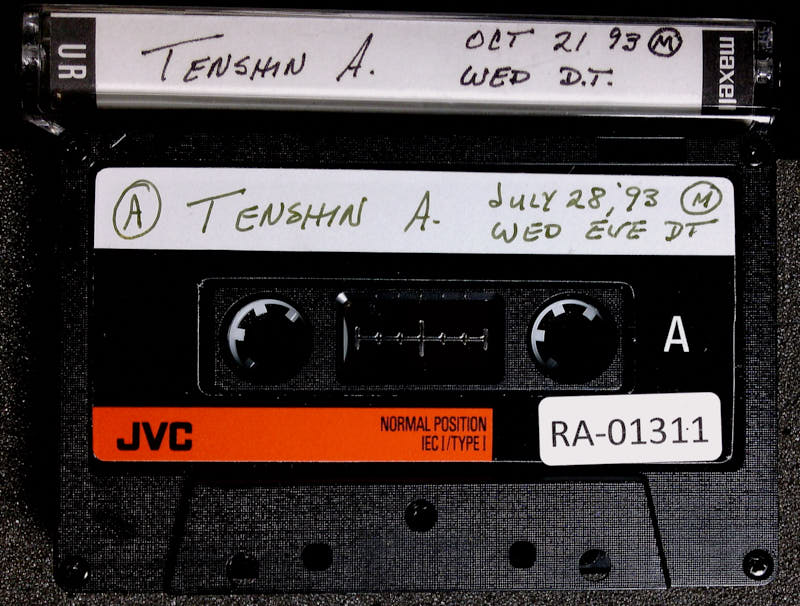 UR
TENSHIN A.
OCT 21 93 M
WED D.T.
maxell
A TENSHIN A.
JULY 28,'93 M
WED EVE DT
A
JVC
NORMAL POSITION
IEC I/TYPE I
RA-01311